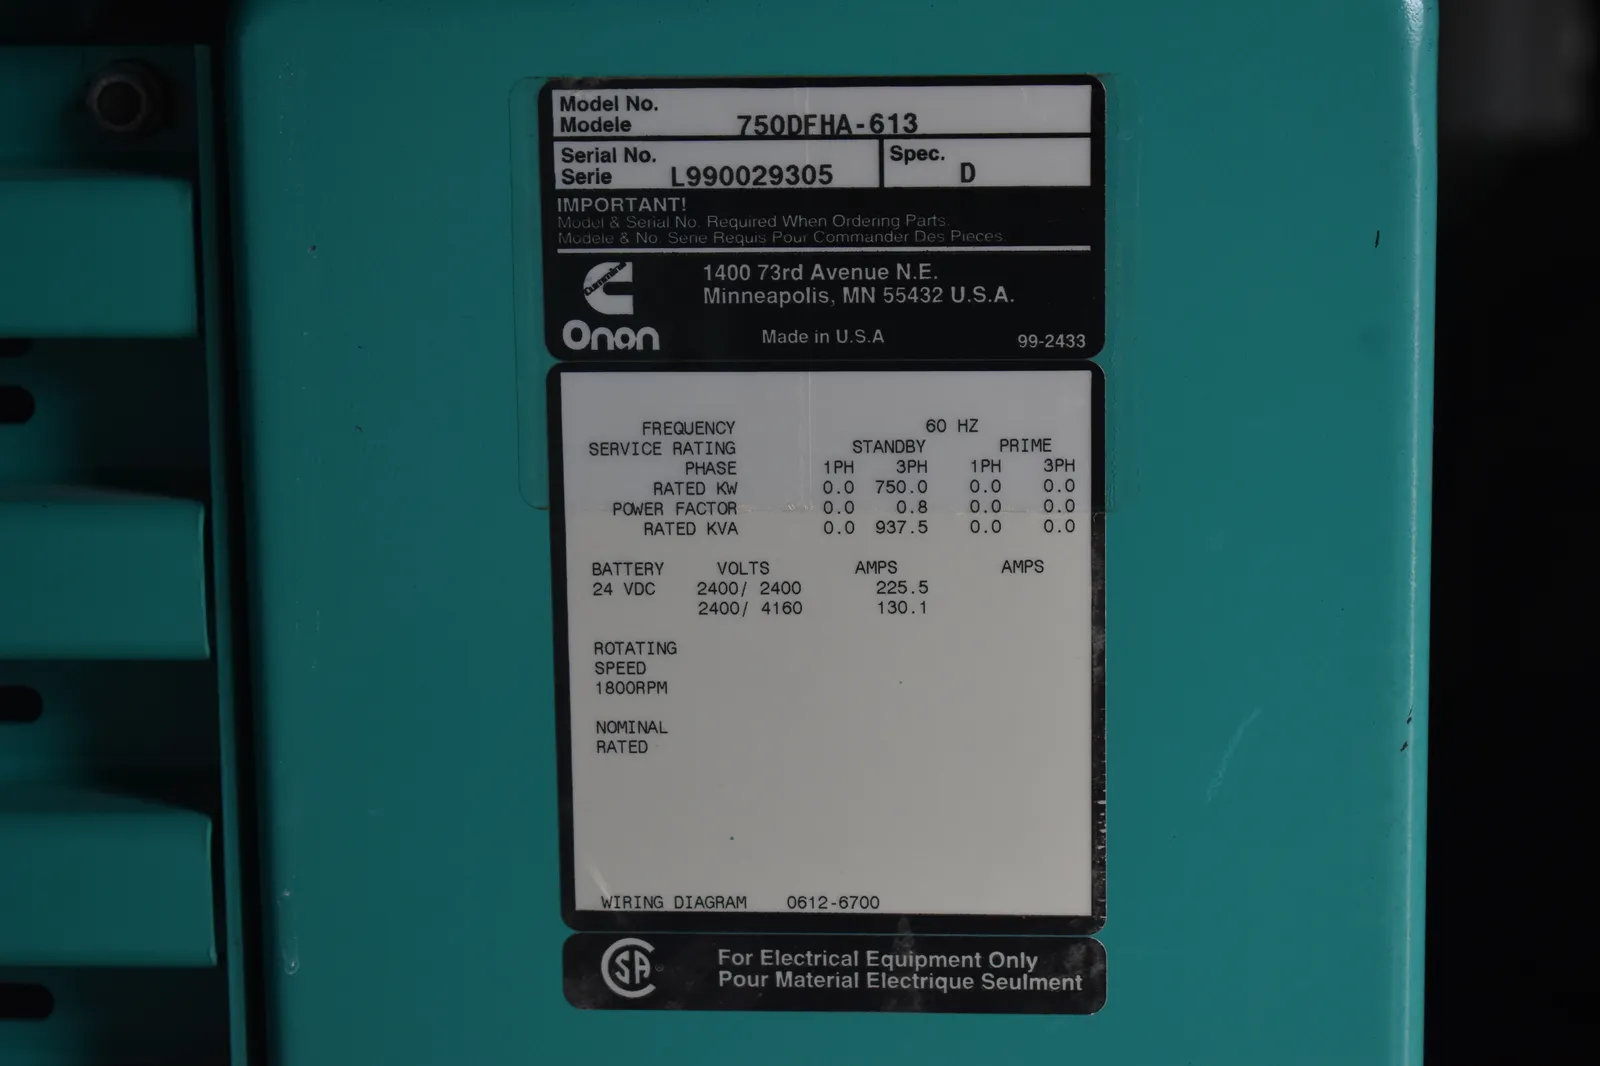 Model No.
Modele 750DFHA-613
Serial No. Spec.
Serie L990029305 D
IMPORTANT!
Model & Serial No. Required When Ordering Parts.
Modele & No. Serie Requis Pour Commander Des Pieces.
Cummins
Onan
1400 73rd Avenue N.E.
Minneapolis, MN 55432 U.S.A.
Made in U.S.A 99-2433
FREQUENCY 60 HZ
SERVICE RATING STANDBY PRIME
PHASE 1PH 3PH 1PH 3PH
RATED KW 0.0 750.0 0.0 0.0
POWER FACTOR 0.0 0.8 0.0 0.0
RATED KVA 0.0 937.5 0.0 0.0
BATTERY VOLTS AMPS AMPS
24 VDC 2400/ 2400 225.5
2400/ 4160 130.1
ROTATING
SPEED
1800RPM
NOMINAL
RATED
WIRING DIAGRAM 0612-6700
CSA ®
For Electrical Equipment Only
Pour Material Electrique Seulment